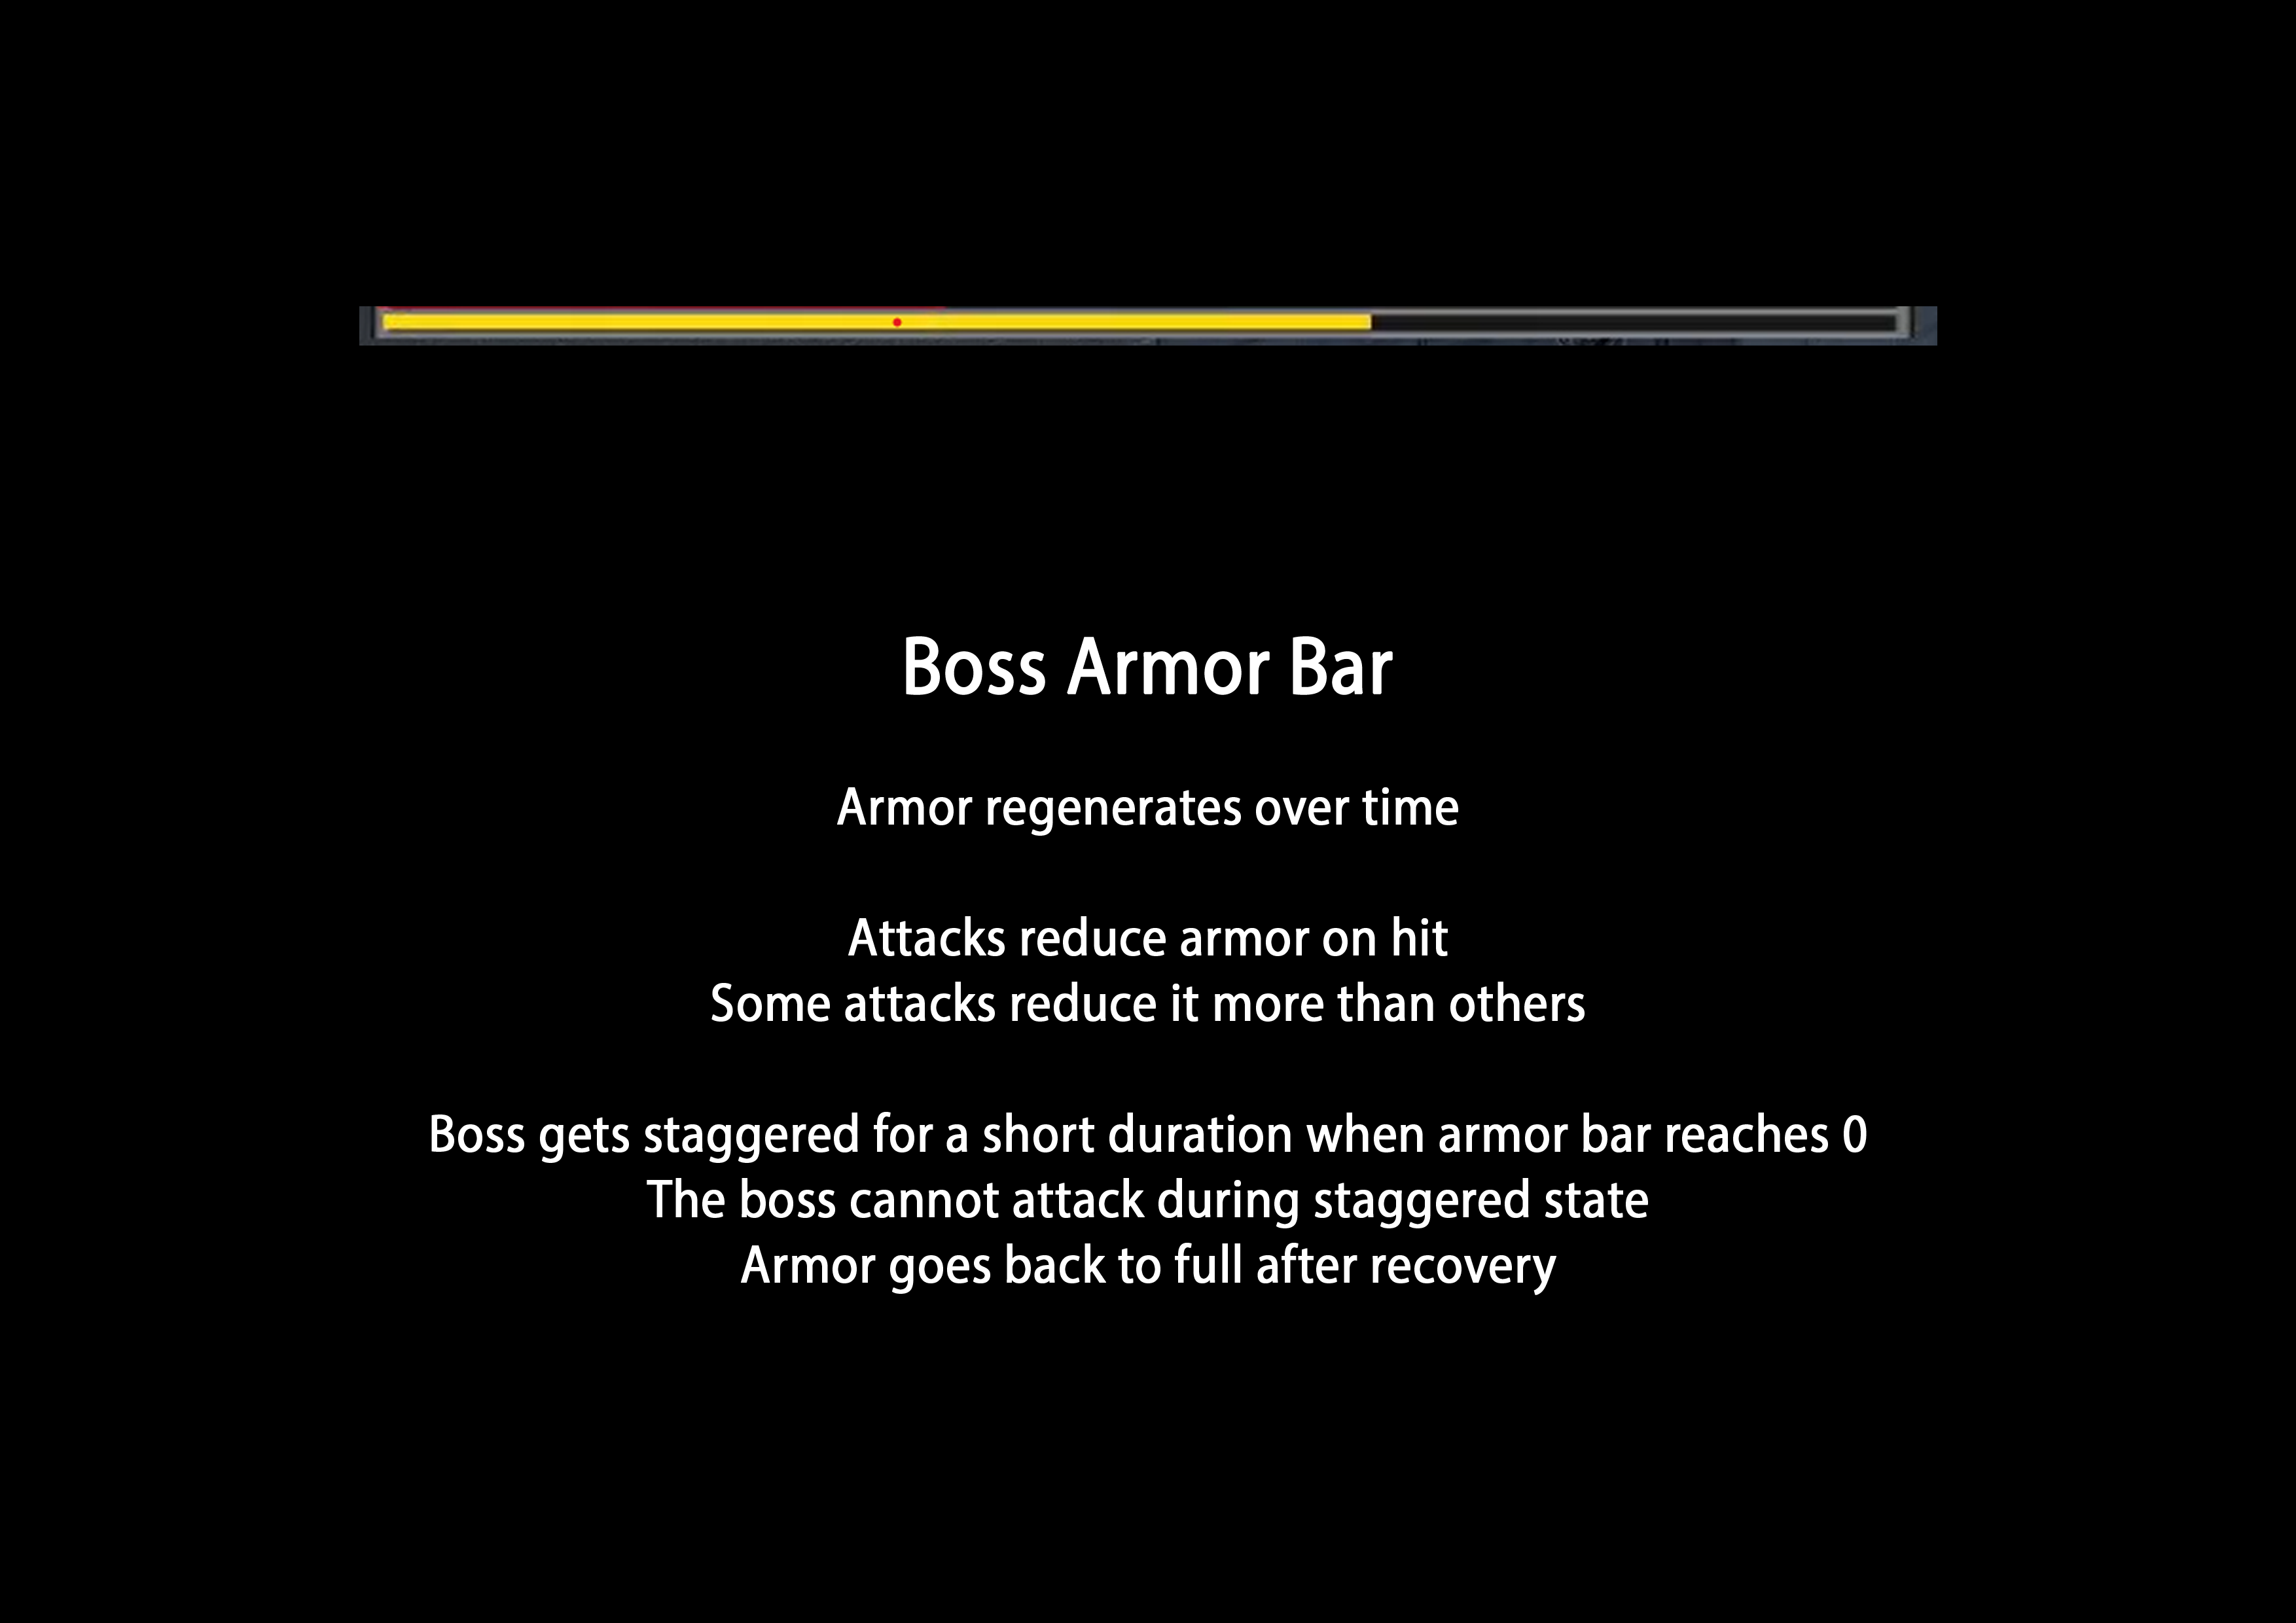 Boss Armor Bar
Armor regenerates over time
Attacks reduce armor on hit
Some attacks reduce it more than others
Boss gets staggered for a short duration when armor bar reaches 0
The boss cannot attack during staggered state
Armor goes back to full after recovery